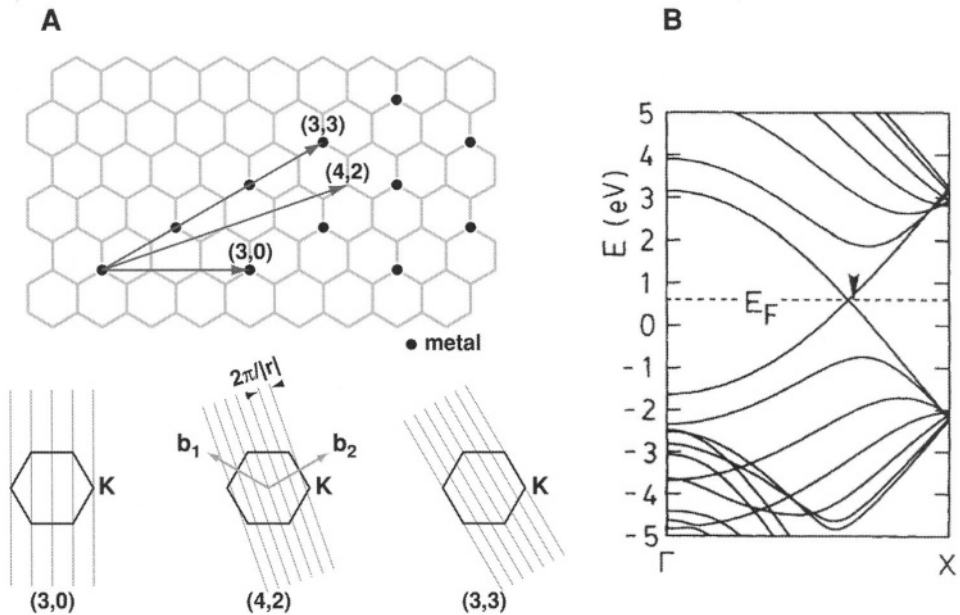 A
(3,3)
(4,2)
(3,0)
metal
2π/|r|
b1
b2
K
K
K
(3,0)
(4,2)
(3,3)
B
E (eV)
5
4
3
2
1
0
-1
-2
-3
-4
-5
EF
Γ
X